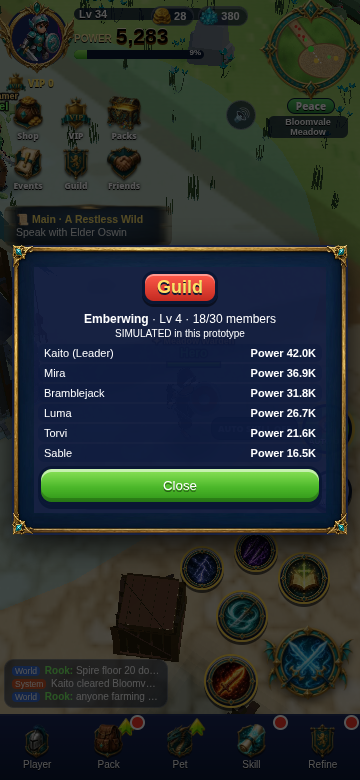 Lv 34
28
380
POWER 5,283
9%
VIP 0
Shop
VIP
Packs
Peace
Bloomvale
Meadow
Events
Guild
Friends
Main · A Restless Wild
Speak with Elder Oswin
Guild
Emberwing · Lv 4 · 18/30 members
SIMULATED in this prototype
Kaito (Leader) Power 42.0K
Mira Power 36.9K
Bramblejack Power 31.8K
Luma Power 26.7K
Torvi Power 21.6K
Sable Power 16.5K
Close
World Rook: Spire floor 20 do…
System Kaito cleared Bloomv…
World Rook: anyone farming …
Player
Pack
Pet
Skill
Refine